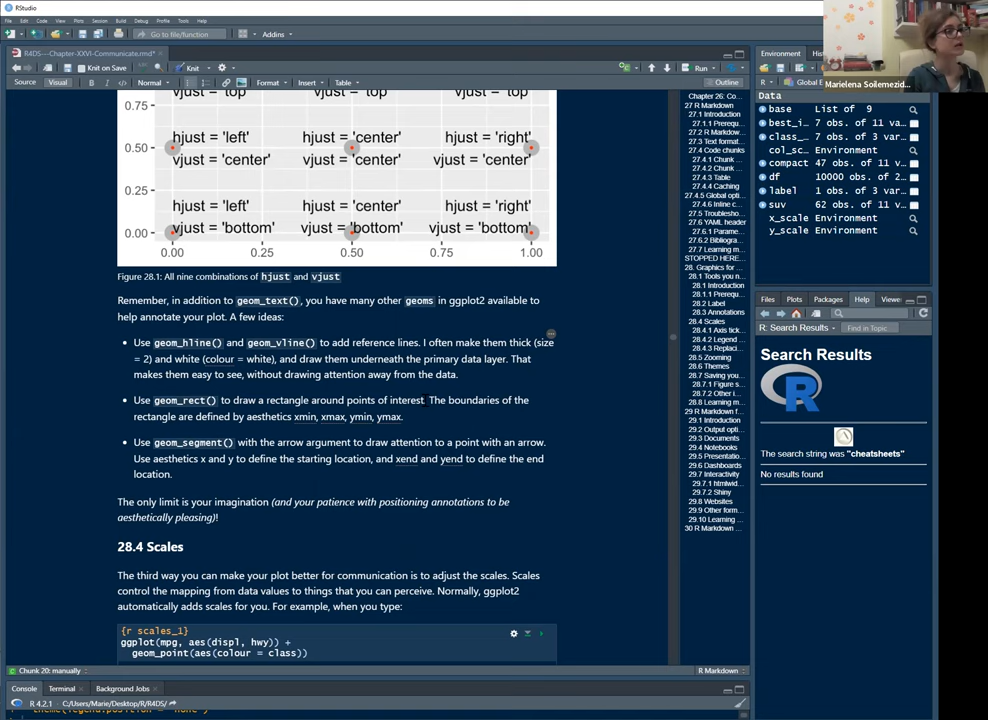 RStudio
File Edit Code View Plots Session Build Debug Profile Tools Help
Go to file/function
Addins
R4DS---Chapter-XXVI-Communicate.rmd*
Knit on Save
Knit
Run
Source Visual B I Normal Format Insert Table Outline
0.75
vjust = 'top' vjust = 'top' vjust = 'top'
0.50
hjust = 'left' hjust = 'center' hjust = 'right'
vjust = 'center' vjust = 'center' vjust = 'center'
0.25
hjust = 'left' hjust = 'center' hjust = 'right'
0.00
vjust = 'bottom' vjust = 'bottom' vjust = 'bottom'
0.00 0.25 0.50 0.75 1.00
Figure 28.1: All nine combinations of hjust and vjust
Remember, in addition to geom_text(), you have many other geoms in ggplot2 available to
help annotate your plot. A few ideas:
• Use geom_hline() and geom_vline() to add reference lines. I often make them thick (size
= 2) and white (colour = white), and draw them underneath the primary data layer. That
makes them easy to see, without drawing attention away from the data.
• Use geom_rect() to draw a rectangle around points of interest. The boundaries of the
rectangle are defined by aesthetics xmin, xmax, ymin, ymax.
• Use geom_segment() with the arrow argument to draw attention to a point with an arrow.
Use aesthetics x and y to define the starting location, and xend and yend to define the end
location.
The only limit is your imagination (and your patience with positioning annotations to be
aesthetically pleasing)!
28.4 Scales
The third way you can make your plot better for communication is to adjust the scales. Scales
control the mapping from data values to things that you can perceive. Normally, ggplot2
automatically adds scales for you. For example, when you type:
{r scales_1}
ggplot(mpg, aes(displ, hwy)) +
geom_point(aes(colour = class))
Chunk 20: manually
R Markdown
Console Terminal Background Jobs
R 4.2.1 · C:/Users/Marie/Desktop/R/R4DS/
Chapter 26: Co...
27 R Markdown
27.1 Introduction
27.1.1 Prerequ...
27.2 R Markdow...
27.3 Text format...
27.4 Code chunks
27.4.1 Chunk ...
27.4.2 Chunk ...
27.4.3 Table
27.4.4 Caching
27.4.5 Global opti...
27.4.6 Inline c...
27.5 Troublesho...
27.6 YAML header
27.6.1 Parame...
27.6.2 Bibliogra...
27.7 Learning m...
STOPPED HERE...
28. Graphics for ...
28.1 Tools you n...
28.1 Introduction
28.1.1 Prerequ...
28.2 Label
28.3 Annotations
28.4 Scales
28.4.1 Axis tick...
28.4.2 Legend ...
28.4.3 Replaci...
28.5 Zooming
28.6 Themes
28.7 Saving you...
28.7.1 Figure s...
28.7.2 Other im...
28.8 Learning m...
29 R Markdown f...
29.1 Introduction
29.2 Output opti...
29.3 Documents
29.4 Notebooks
29.5 Presentatio...
29.6 Dashboards
29.7 Interactivity
29.7.1 htmlwid...
29.7.2 Shiny
29.8 Websites
29.9 Other form...
29.10 Learning ...
30 R Markdown ...
Environment
R Global E
Data
base List of 9
best_i... 7 obs. of 11 va...
class_... 7 obs. of 3 var...
col_sc... Environment
compact 47 obs. of 11 v...
df 10000 obs. of 2...
label 1 obs. of 3 var...
suv 62 obs. of 11 v...
x_scale Environment
y_scale Environment
Files Plots Packages Help Viewe
R: Search Results
Find in Topic
Search Results
The search string was "cheatsheets"
No results found